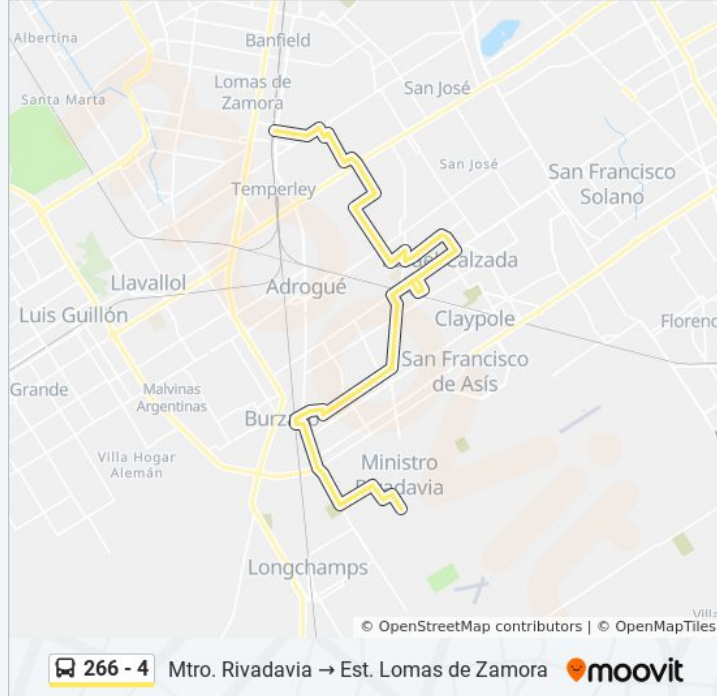 Albertina
Banfield
Lomas de
Zamora
San José
Santa Marta
San José
San Francisco
Solano
Temperley
Llavallol
Adrogué
Calzada
Luis Guillón
Claypole
Florenc
San Francisco
de Asís
Grande
Malvinas
Argentinas
Burz
Villa Hogar
Alemán
Ministro
Rivadavia
Longchamps
Villa
© OpenStreetMap contributors | © OpenMapTiles
266 - 4 Mtro. Rivadavia → Est. Lomas de Zamora moovit